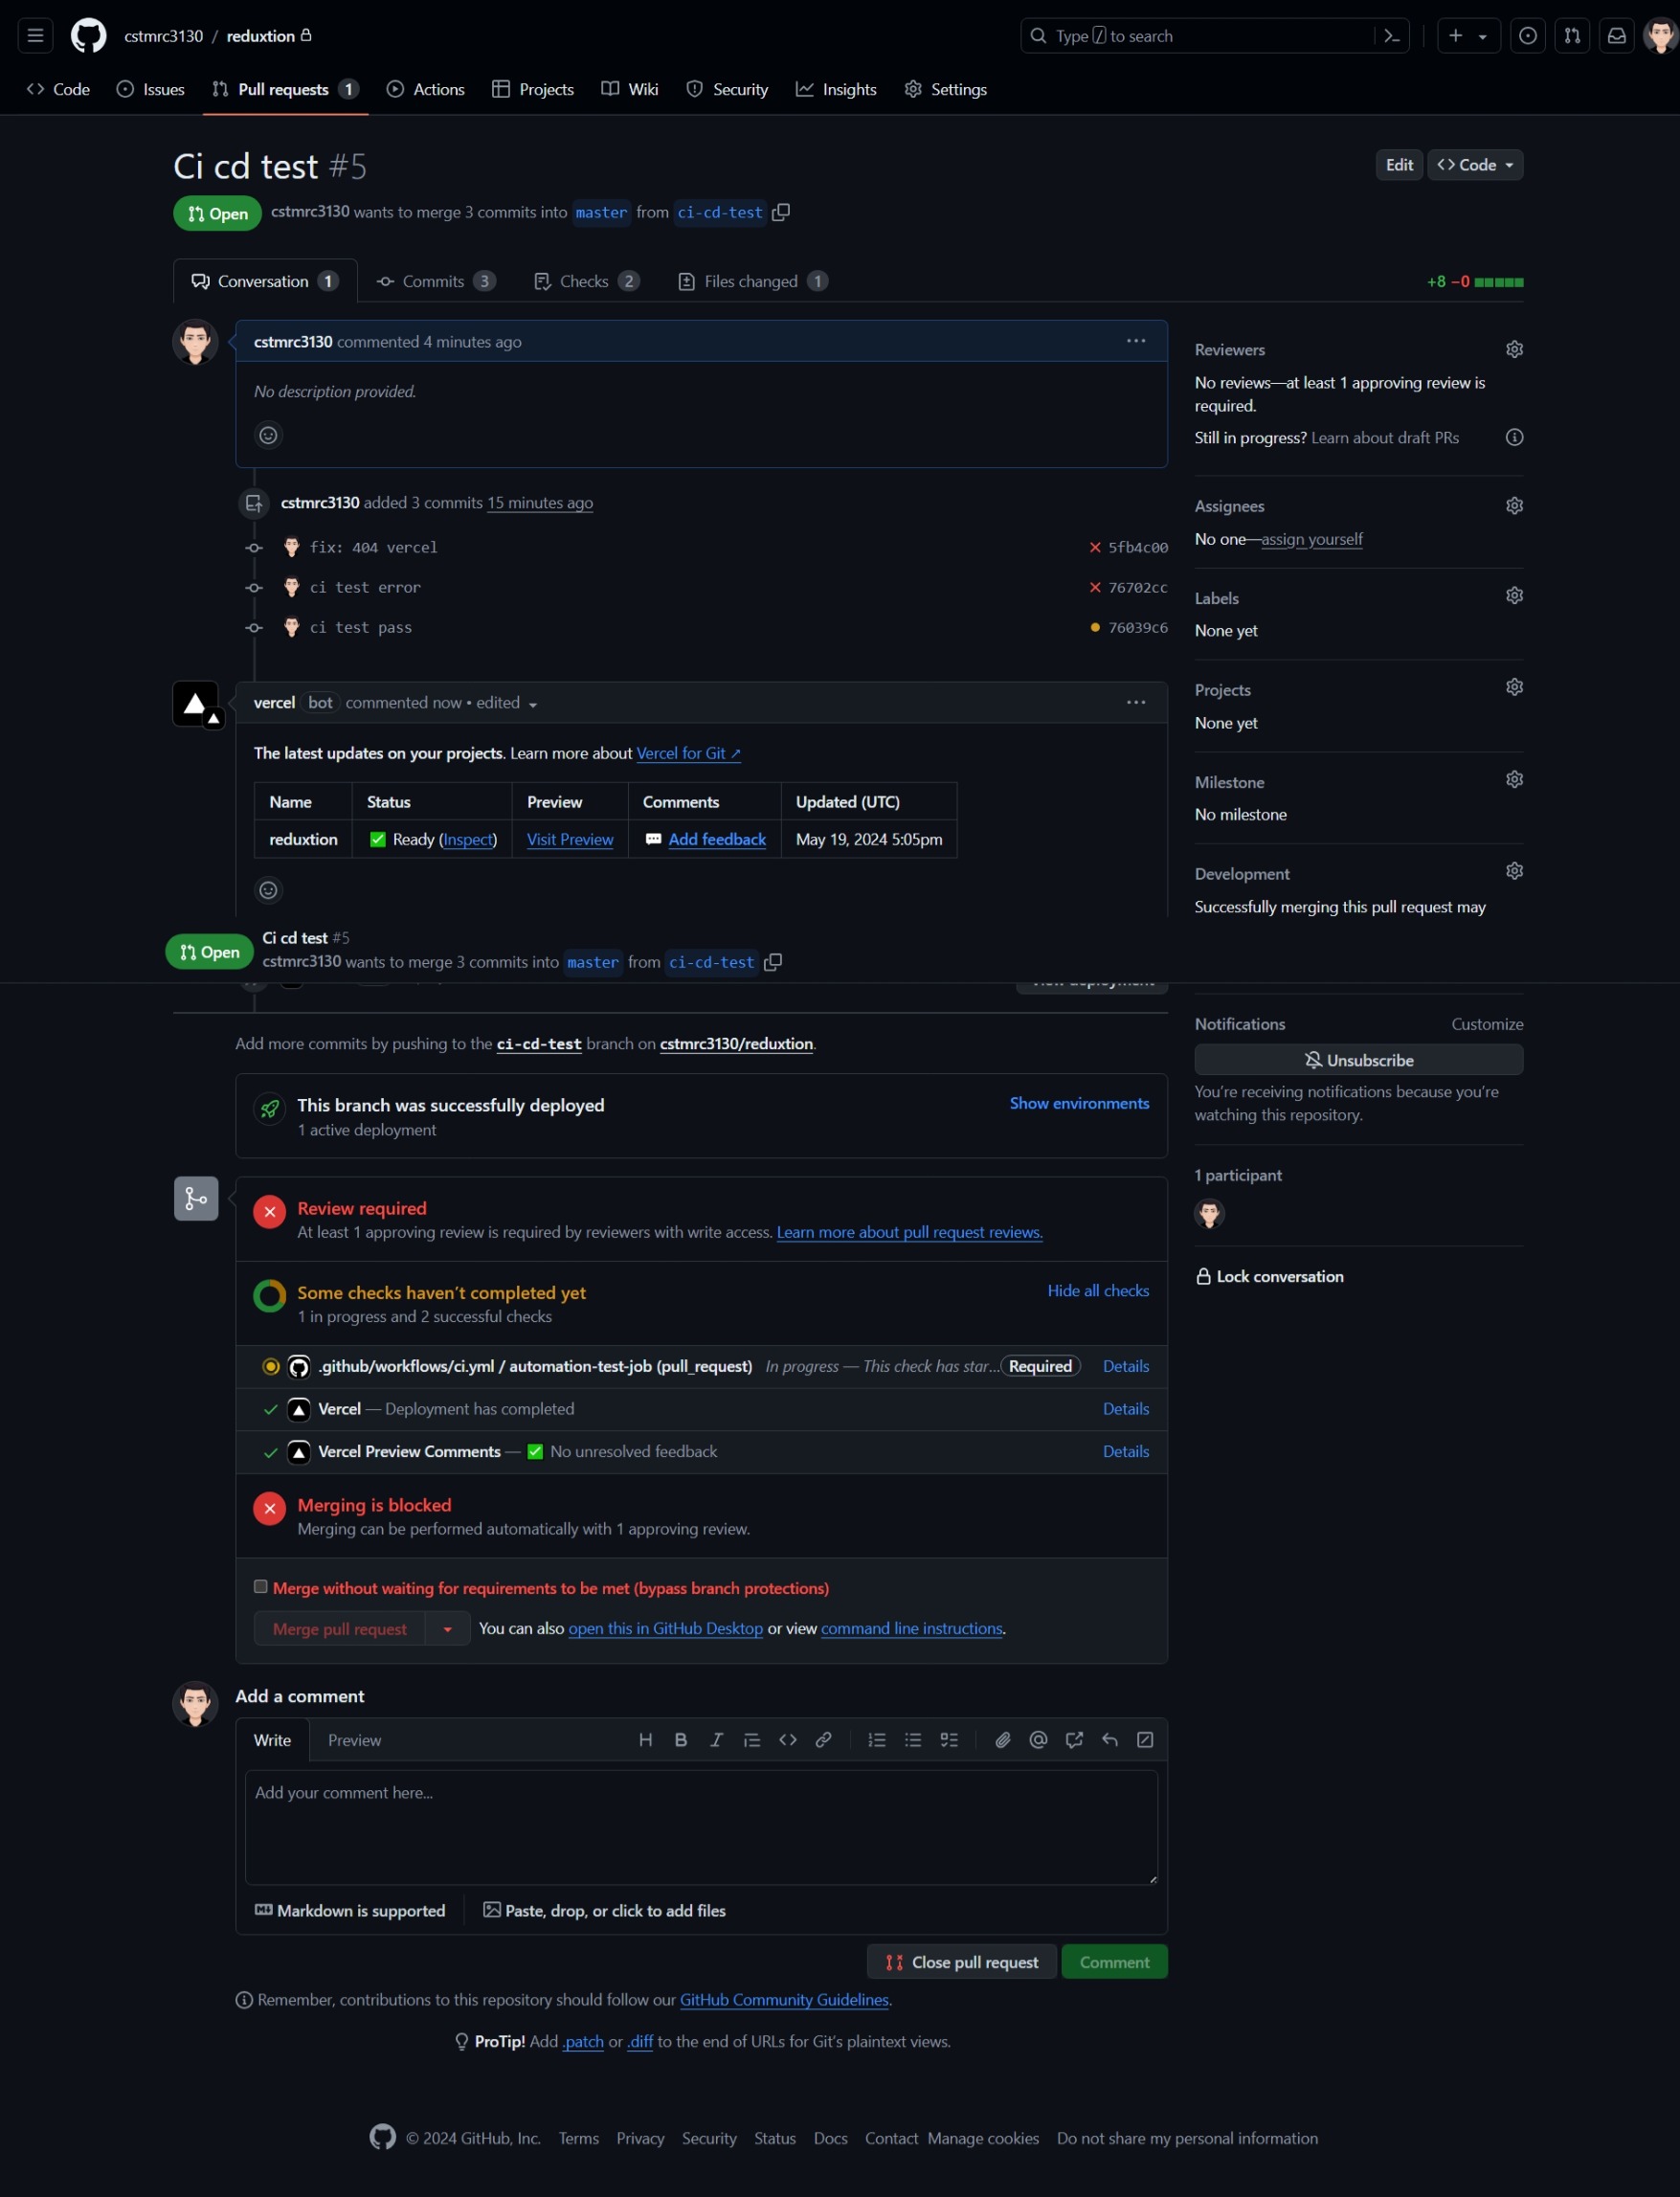 cstmrc3130 / reduxtion
Type / to search
Code Issues Pull requests 1 Actions Projects Wiki Security Insights Settings
Ci cd test #5
Edit Code
Open cstmrc3130 wants to merge 3 commits into master from ci-cd-test
Conversation 1 Commits 3 Checks 2 Files changed 1 +8 −0
cstmrc3130 commented 4 minutes ago
No description provided.
cstmrc3130 added 3 commits 15 minutes ago
fix: 404 vercel 5fb4c00
ci test error 76702cc
ci test pass 76039c6
vercel bot commented now • edited
The latest updates on your projects. Learn more about Vercel for Git ↗
Name Status Preview Comments Updated (UTC)
reduxtion ✅ Ready (Inspect) Visit Preview 💬 Add feedback May 19, 2024 5:05pm
Reviewers
No reviews—at least 1 approving review is
required.
Still in progress? Learn about draft PRs
Assignees
No one—assign yourself
Labels
None yet
Projects
None yet
Milestone
No milestone
Development
Successfully merging this pull request may
Open Ci cd test #5
cstmrc3130 wants to merge 3 commits into master from ci-cd-test
Add more commits by pushing to the ci-cd-test branch on cstmrc3130/reduxtion.
This branch was successfully deployed
1 active deployment
Show environments
Review required
At least 1 approving review is required by reviewers with write access. Learn more about pull request reviews.
Some checks haven’t completed yet
1 in progress and 2 successful checks
Hide all checks
.github/workflows/ci.yml / automation-test-job (pull_request) In progress — This check has star... Required Details
Vercel — Deployment has completed Details
Vercel Preview Comments — ✅ No unresolved feedback Details
Merging is blocked
Merging can be performed automatically with 1 approving review.
Merge without waiting for requirements to be met (bypass branch protections)
Merge pull request You can also open this in GitHub Desktop or view command line instructions.
Notifications Customize
Unsubscribe
You’re receiving notifications because you’re
watching this repository.
1 participant
Lock conversation
Add a comment
Write Preview
Add your comment here...
Markdown is supported Paste, drop, or click to add files
Close pull request Comment
Remember, contributions to this repository should follow our GitHub Community Guidelines.
ProTip! Add .patch or .diff to the end of URLs for Git’s plaintext views.
© 2024 GitHub, Inc. Terms Privacy Security Status Docs Contact Manage cookies Do not share my personal information